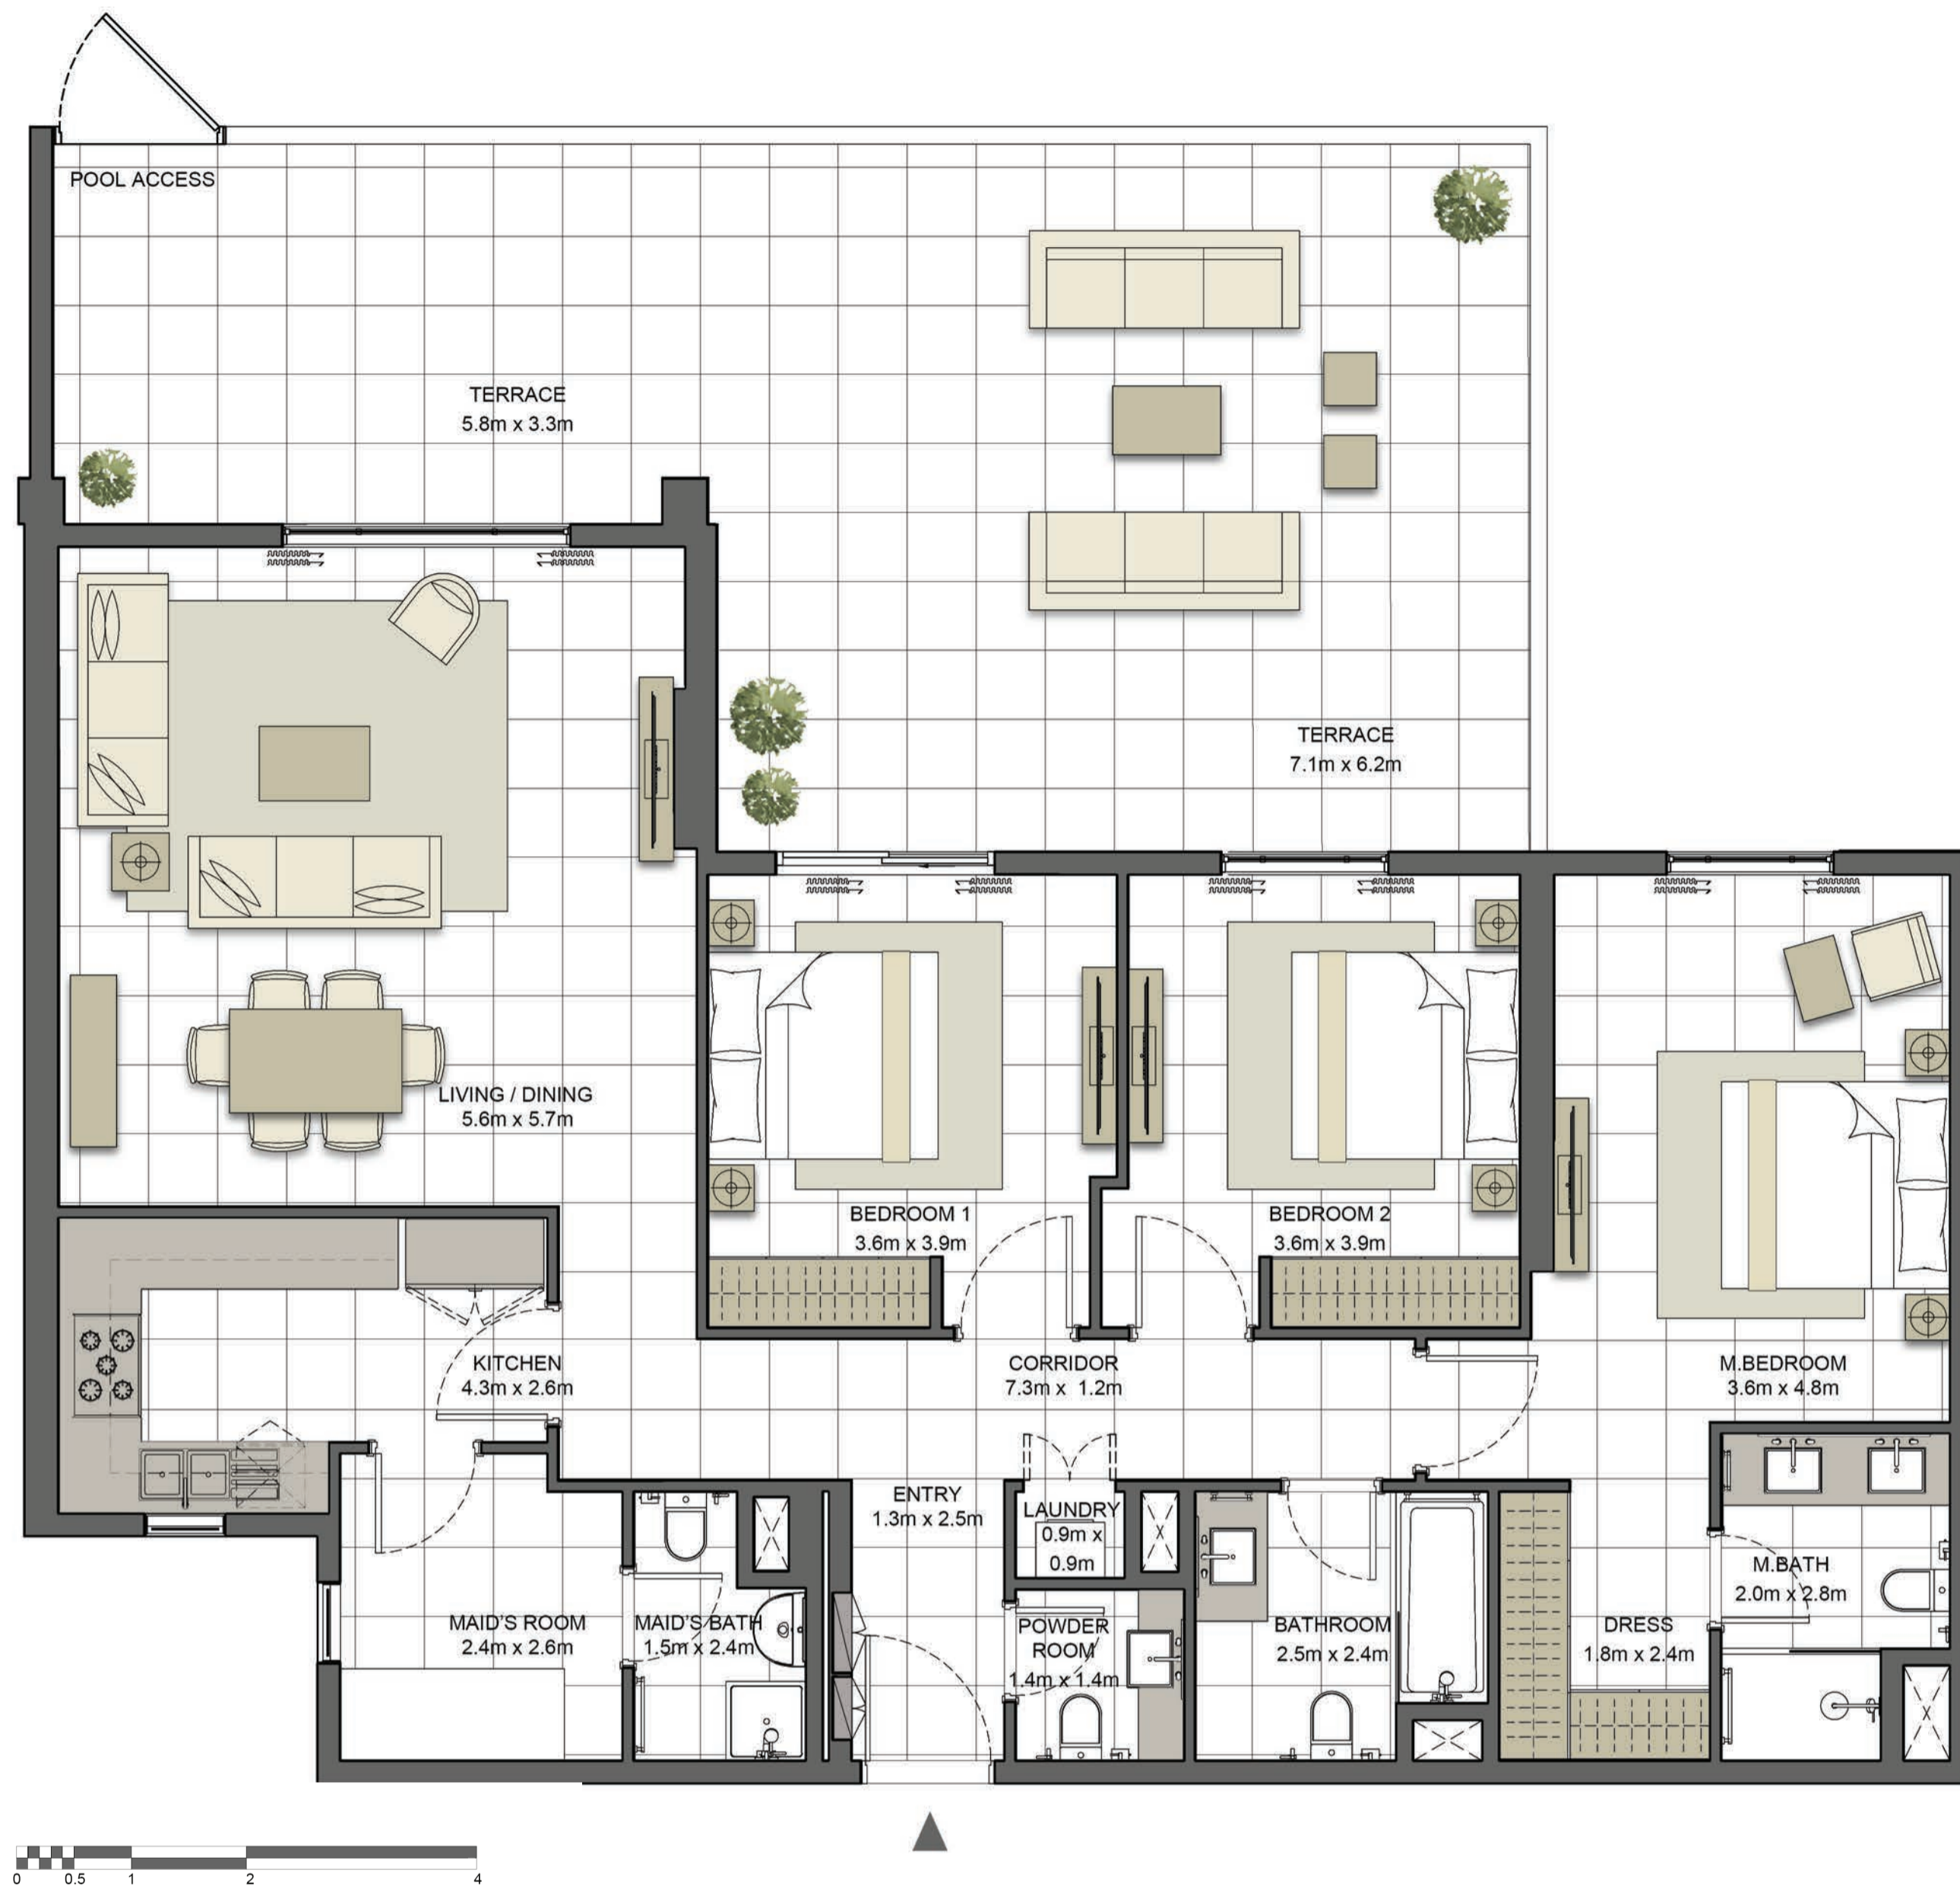 POOL ACCESS
TERRACE
5.8m x 3.3m
TERRACE
7.1m x 6.2m
LIVING / DINING
5.6m x 5.7m
BEDROOM 1
3.6m x 3.9m
BEDROOM 2
3.6m x 3.9m
KITCHEN
4.3m x 2.6m
CORRIDOR
7.3m x 1.2m
M.BEDROOM
3.6m x 4.8m
ENTRY
1.3m x 2.5m
LAUNDRY
0.9m x
0.9m
M.BATH
2.0m x 2.8m
MAID'S ROOM
2.4m x 2.6m
MAID'S BATH
1.5m x 2.4m
POWDER
ROOM
1.4m x 1.4m
BATHROOM
2.5m x 2.4m
DRESS
1.8m x 2.4m
0 0.5 1 2 4